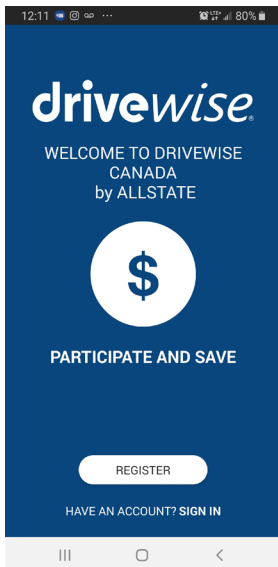 12:11 ... LTE+ 80%
drivewise®
WELCOME TO DRIVEWISE
CANADA
by ALLSTATE
$
PARTICIPATE AND SAVE
REGISTER
HAVE AN ACCOUNT? SIGN IN